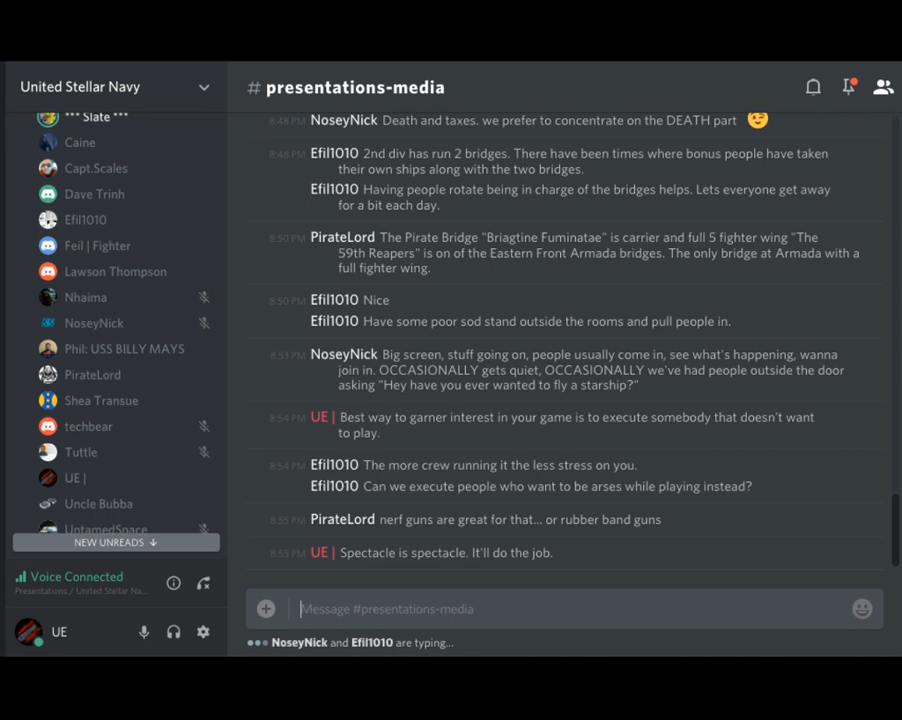 United Stellar Navy
*** Slate ***
Caine
Capt.Scales
Dave Trinh
Efil1010
Feil | Fighter
Lawson Thompson
Nhaima
NoseyNick
Phil: USS BILLY MAYS
PirateLord
Shea Transue
techbear
Tuttle
UE |
Uncle Bubba
UntamedSpace
NEW UNREADS ↓
Voice Connected
Presentations / United Stellar Na...
UE
# presentations-media
8:48 PM NoseyNick Death and taxes. we prefer to concentrate on the DEATH part 😉
8:48 PM Efil1010 2nd div has run 2 bridges. There have been times where bonus people have taken
their own ships along with the two bridges.
Efil1010 Having people rotate being in charge of the bridges helps. Lets everyone get away
for a bit each day.
8:50 PM PirateLord The Pirate Bridge "Briagtine Fuminatae" is carrier and full 5 fighter wing "The
59th Reapers" is on of the Eastern Front Armada bridges. The only bridge at Armada with a
full fighter wing.
8:50 PM Efil1010 Nice
Efil1010 Have some poor sod stand outside the rooms and pull people in.
8:53 PM NoseyNick Big screen, stuff going on, people usually come in, see what's happening, wanna
join in. OCCASIONALLY gets quiet, OCCASIONALLY we've had people outside the door
asking "Hey have you ever wanted to fly a starship?"
8:54 PM UE | Best way to garner interest in your game is to execute somebody that doesn't want
to play.
8:54 PM Efil1010 The more crew running it the less stress on you.
Efil1010 Can we execute people who want to be arses while playing instead?
8:55 PM PirateLord nerf guns are great for that... or rubber band guns
8:55 PM UE | Spectacle is spectacle. It'll do the job.
Message #presentations-media
NoseyNick and Efil1010 are typing...